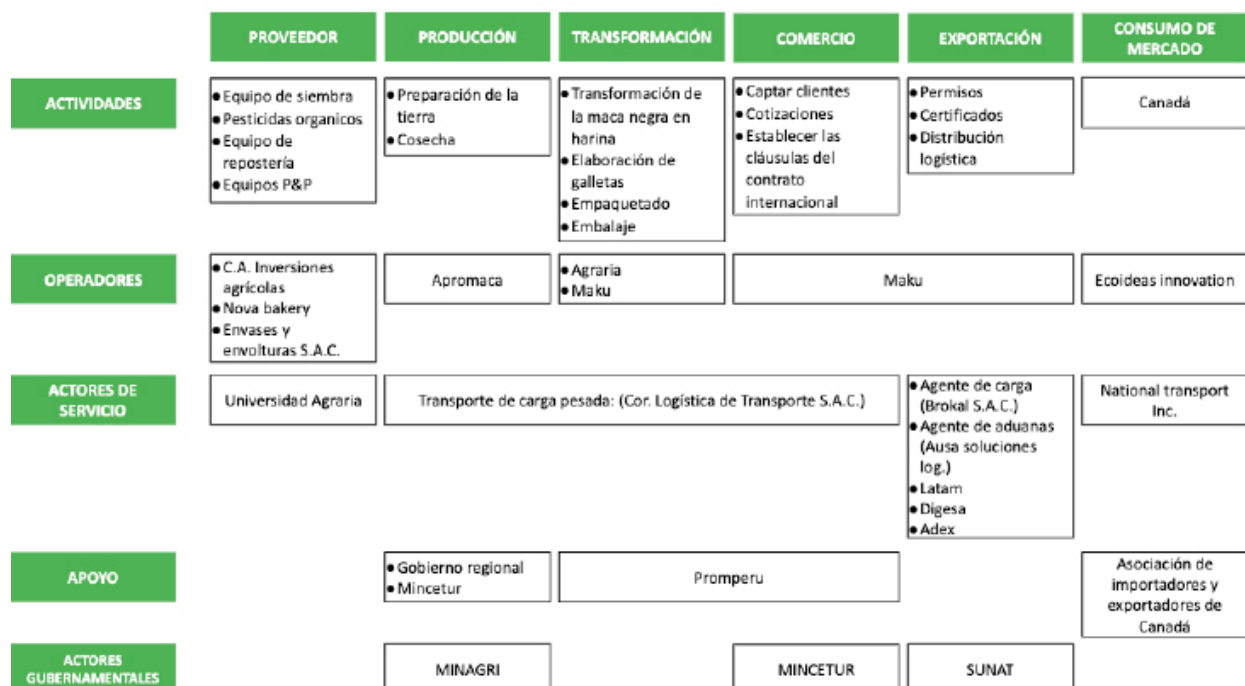 PROVEEDOR
PRODUCCIÓN
TRANSFORMACIÓN
COMERCIO
EXPORTACIÓN
CONSUMO DE
MERCADO
ACTIVIDADES
● Equipo de siembra
● Pesticidas organicos
● Equipo de
repostería
● Equipos P&P
● Preparación de la
tierra
● Cosecha
● Transformación de
la maca negra en
harina
● Elaboración de
galletas
● Empaquetado
● Embalaje
● Captar clientes
● Cotizaciones
● Establecer las
cláusulas del
contrato
internacional
● Permisos
● Certificados
● Distribución
logística
Canadá
OPERADORES
● C.A. Inversiones
agrícolas
● Nova bakery
● Envases y
envolturas S.A.C.
Apromaca
● Agraria
● Maku
Maku
Ecoideas innovation
ACTORES DE
SERVICIO
Universidad Agraria
Transporte de carga pesada: (Cor. Logística de Transporte S.A.C.)
● Agente de carga
(Brokal S.A.C.)
● Agente de aduanas
(Ausa soluciones
log.)
● Latam
● Digesa
● Adex
National transport
Inc.
APOYO
● Gobierno regional
● Mincetur
Promperu
Asociación de
importadores y
exportadores de
Canadá
ACTORES
GUBERNAMENTALES
MINAGRI
MINCETUR
SUNAT